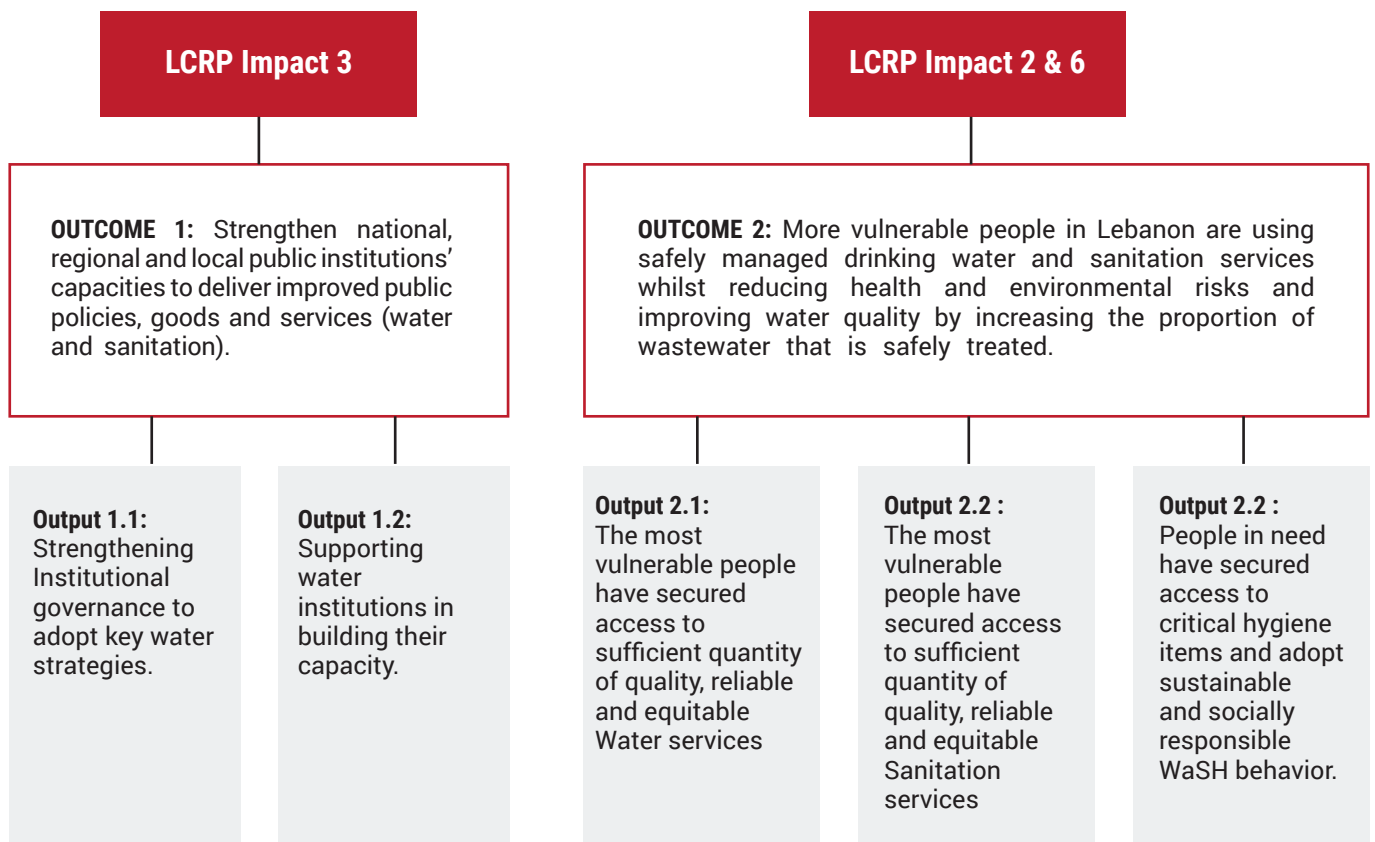 LCRP Impact 3
LCRP Impact 2 & 6
OUTCOME 1: Strengthen national,
regional and local public institutions’
capacities to deliver improved public
policies, goods and services (water
and sanitation).
OUTCOME 2: More vulnerable people in Lebanon are using
safely managed drinking water and sanitation services
whilst reducing health and environmental risks and
improving water quality by increasing the proportion of
wastewater that is safely treated.
Output 1.1:
Strengthening
Institutional
governance to
adopt key water
strategies.
Output 1.2:
Supporting
water
institutions in
building their
capacity.
Output 2.1:
The most
vulnerable people
have secured
access to
sufficient quantity
of quality, reliable
and equitable
Water services
Output 2.2 :
The most
vulnerable
people have
secured access
to sufficient
quantity of
quality, reliable
and equitable
Sanitation
services
Output 2.2 :
People in need
have secured
access to
critical hygiene
items and adopt
sustainable
and socially
responsible
WaSH behavior.